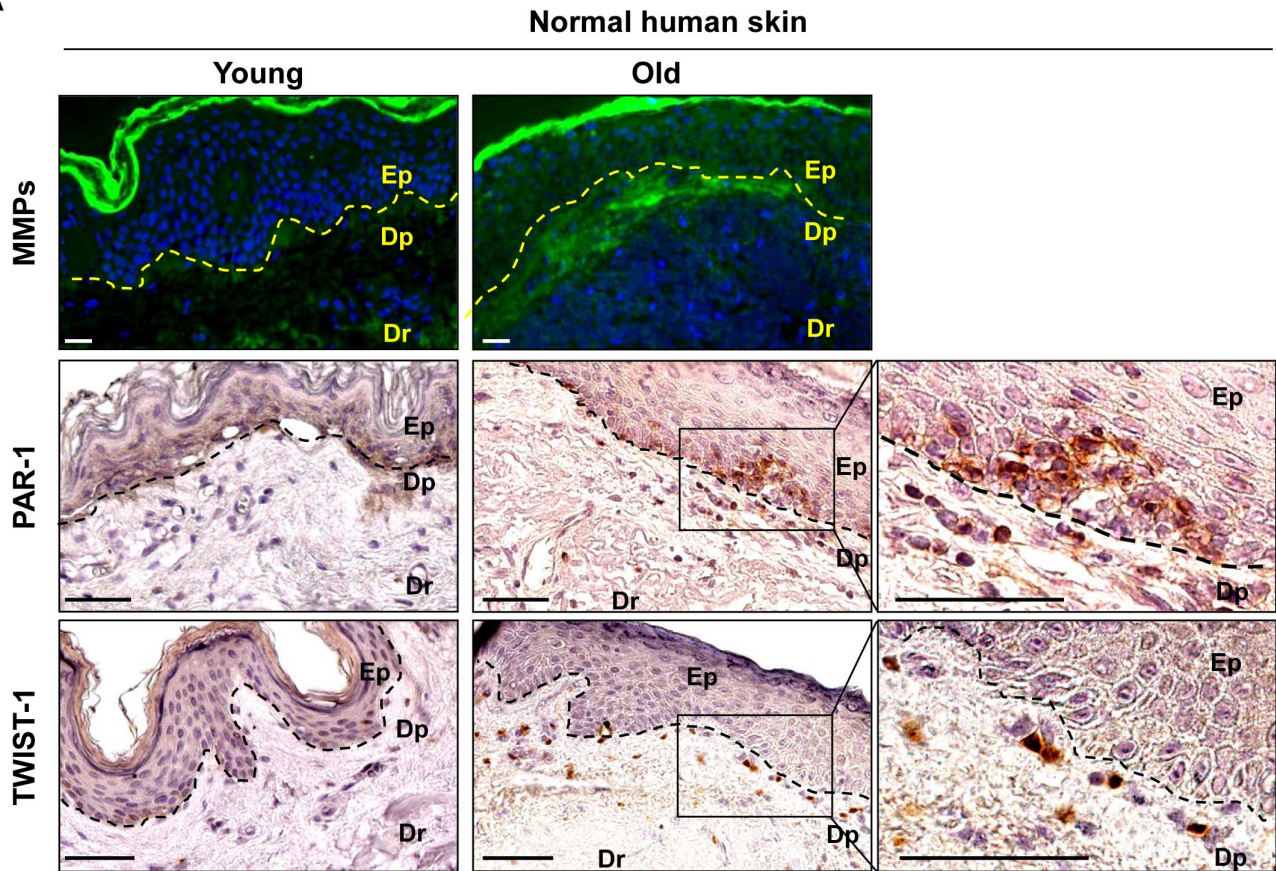 A
Normal human skin
Young Old
MMPs
Ep
Dp
Dr
Ep
Dp
Dr
PAR-1
Ep
Dp
Dr
Ep
Dp
Dr
Ep
Dp
TWIST-1
Ep
Dp
Dr
Ep
Dp
Dr
Ep
Dp